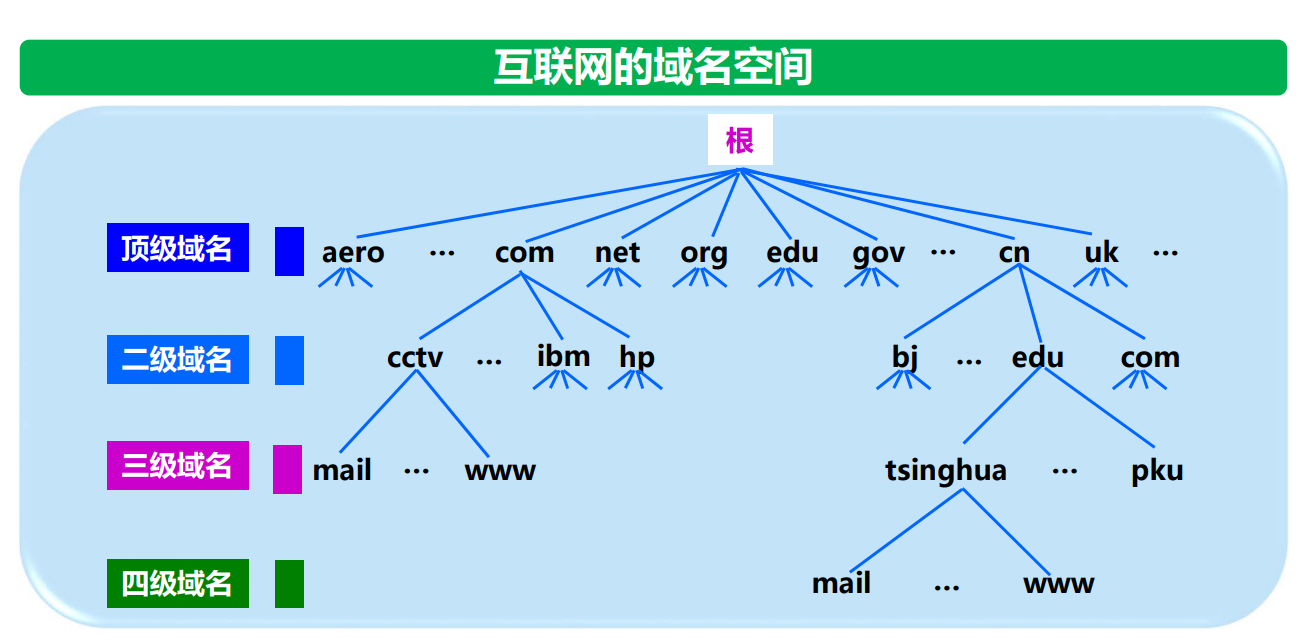 互联网的域名空间
根
顶级域名 aero … com net org edu gov … cn uk …
二级域名 cctv … ibm hp bj … edu com
三级域名 mail … www tsinghua … pku
四级域名 mail … www